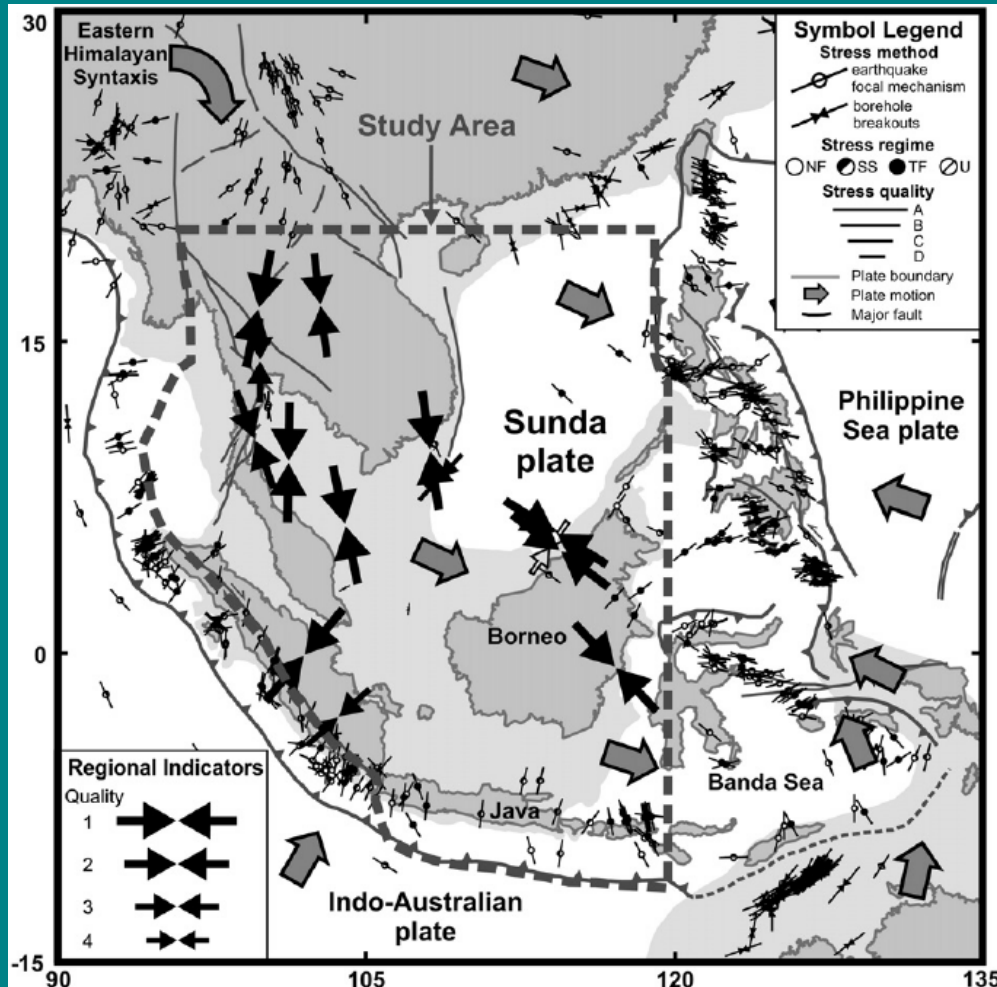 30
Eastern
Himalayan
Syntaxis
Study Area
Symbol Legend
Stress method
earthquake
focal mechanism
borehole
breakouts
Stress regime
NF SS TF U
Stress quality
A
B
C
D
Plate boundary
Plate motion
Major fault
15
Sunda
plate
Philippine
Sea plate
Borneo
0
Regional Indicators
Quality
1
2
3
4
Java
Banda Sea
Indo-Australian
plate
-15
90
105
120
135